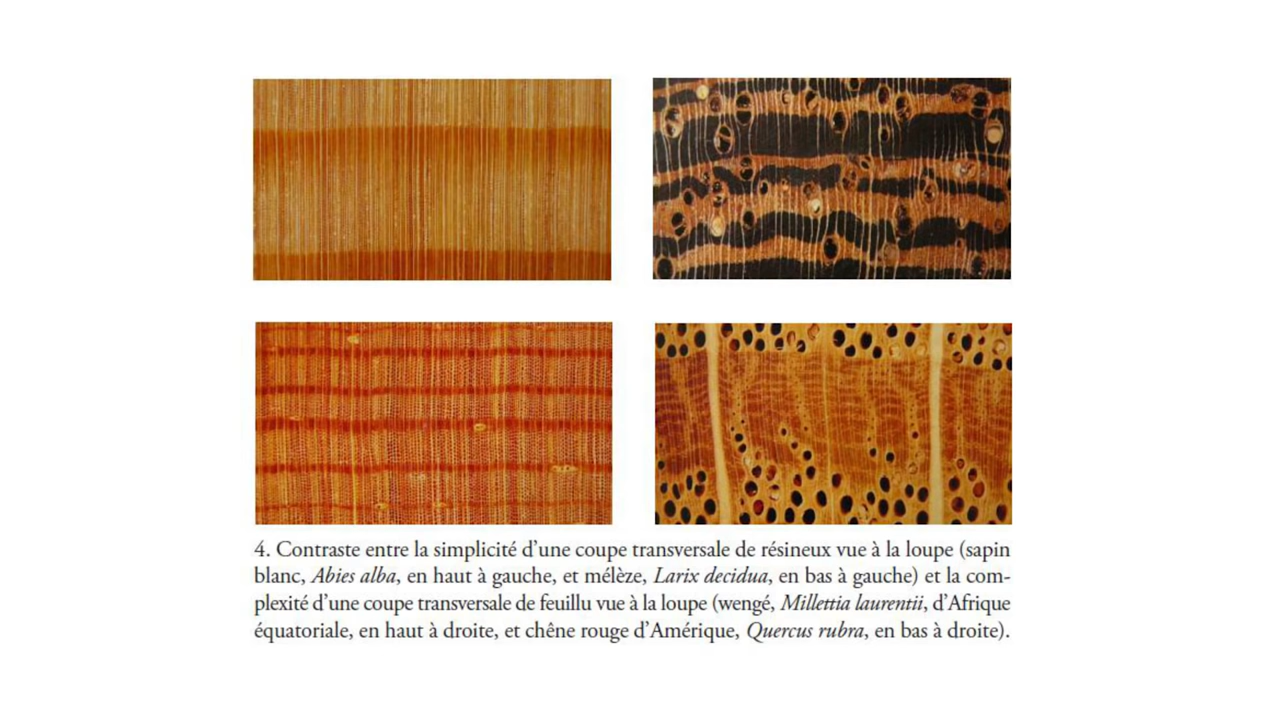 4. Contraste entre la simplicité d’une coupe transversale de résineux vue à la loupe (sapin
blanc, Abies alba, en haut à gauche, et mélèze, Larix decidua, en bas à gauche) et la com-
plexité d’une coupe transversale de feuillu vue à la loupe (wengé, Millettia laurentii, d’Afrique
équatoriale, en haut à droite, et chêne rouge d’Amérique, Quercus rubra, en bas à droite).